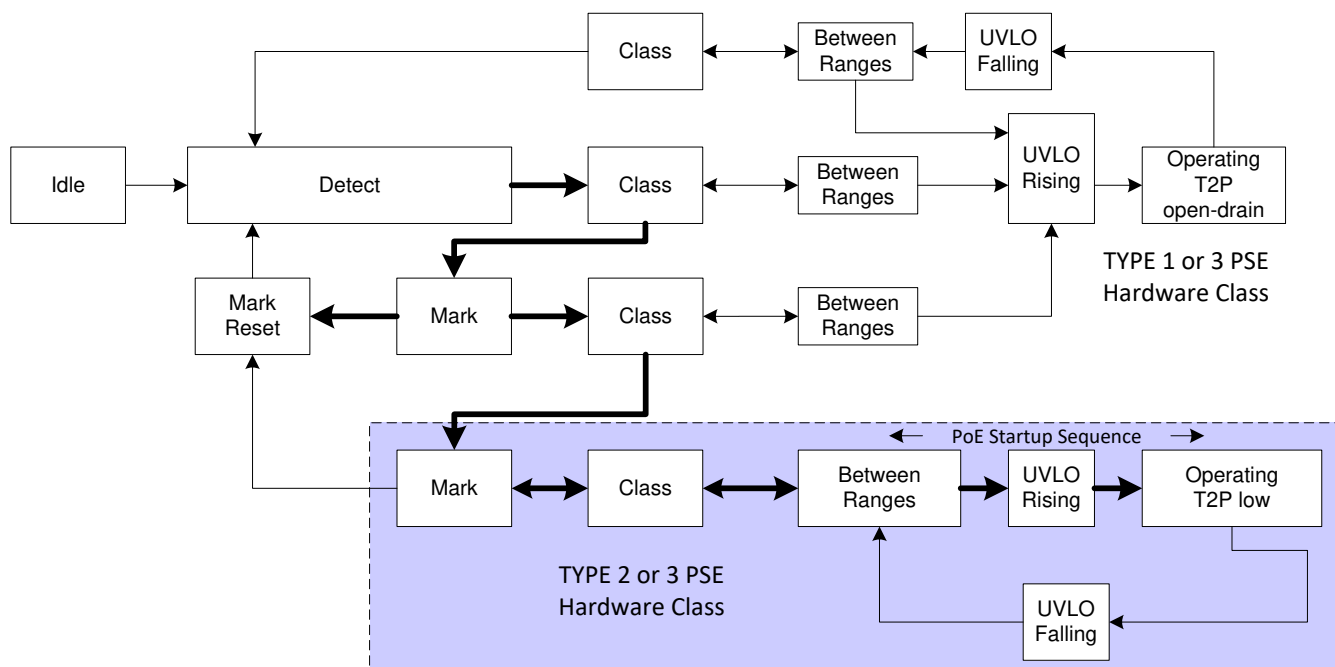 Class
Between
Ranges
UVLO
Falling
Idle
Detect
Class
Between
Ranges
UVLO
Rising
Operating
T2P
open-drain
TYPE 1 or 3 PSE
Hardware Class
Mark
Reset
Mark
Class
Between
Ranges
PoE Startup Sequence
Mark
Class
Between
Ranges
UVLO
Rising
Operating
T2P low
TYPE 2 or 3 PSE
Hardware Class
UVLO
Falling